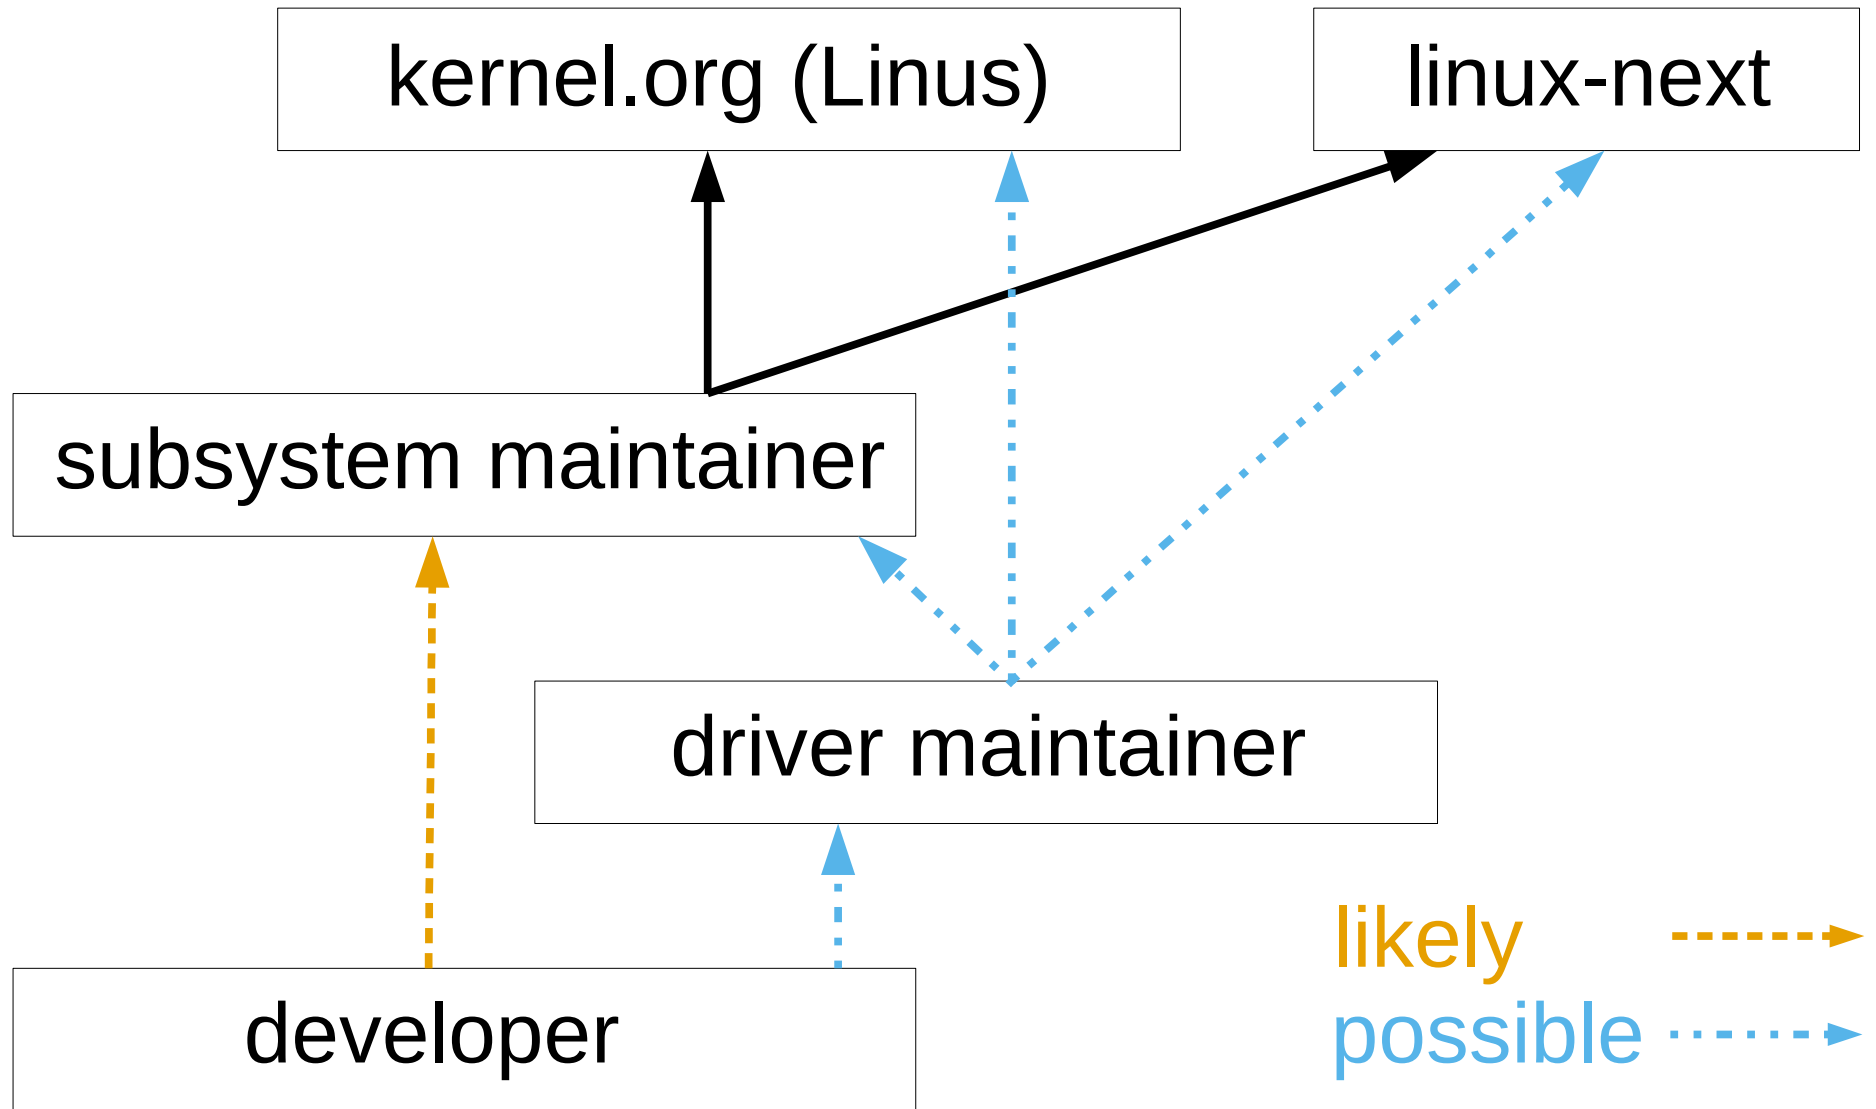 kernel.org (Linus)
linux-next
subsystem maintainer
driver maintainer
developer
likely
possible